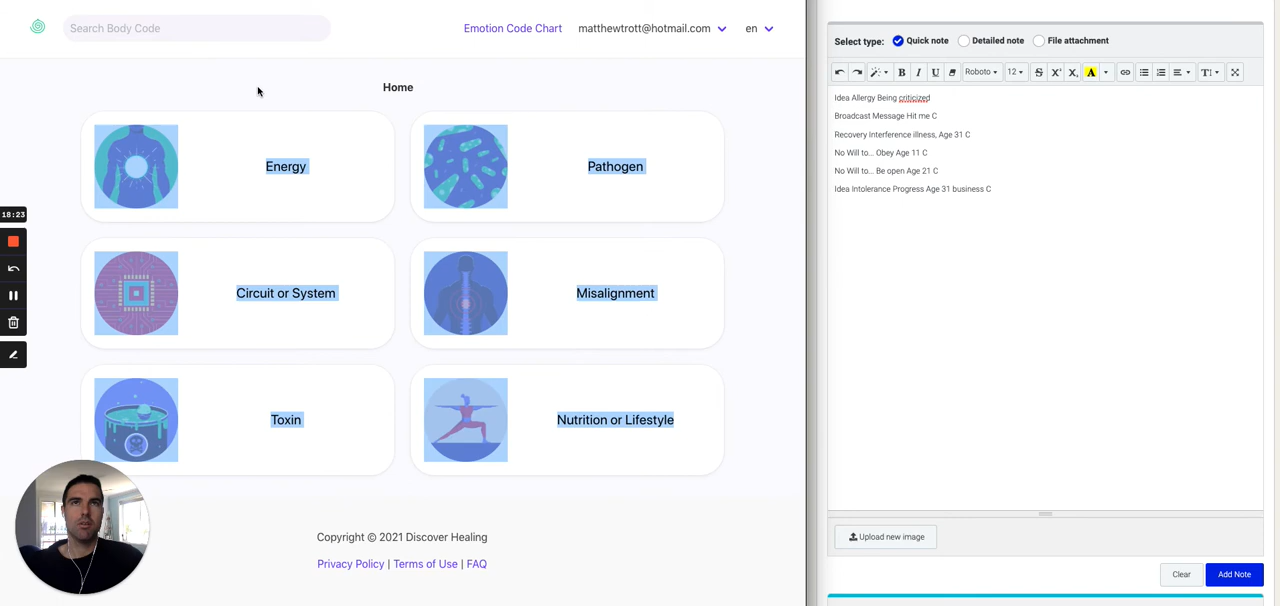 Search Body Code
Emotion Code Chart
matthewtrott@hotmail.com
en
Home
Energy
Pathogen
Circuit or System
Misalignment
Toxin
Nutrition or Lifestyle
Copyright © 2021 Discover Healing
Privacy Policy | Terms of Use | FAQ
18:23
Select type: Quick note Detailed note File attachment
B I U Roboto 12 S X² X₂ A
Idea Allergy Being criticized
Broadcast Message Hit me C
Recovery Interference illness, Age 31 C
No Will to... Obey Age 11 C
No Will to... Be open Age 21 C
Idea Intolerance Progress Age 31 business C
Upload new image
Clear
Add Note